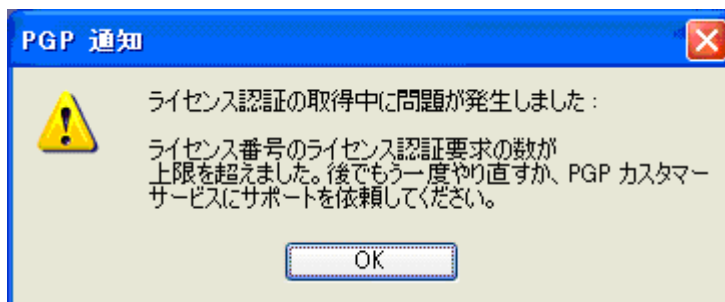 PGP 通知
ライセンス認証の取得中に問題が発生しました：
ライセンス番号のライセンス認証要求の数が
上限を超えました。後でもう一度やり直すか、PGP カスタマー
サービスにサポートを依頼してください。
OK